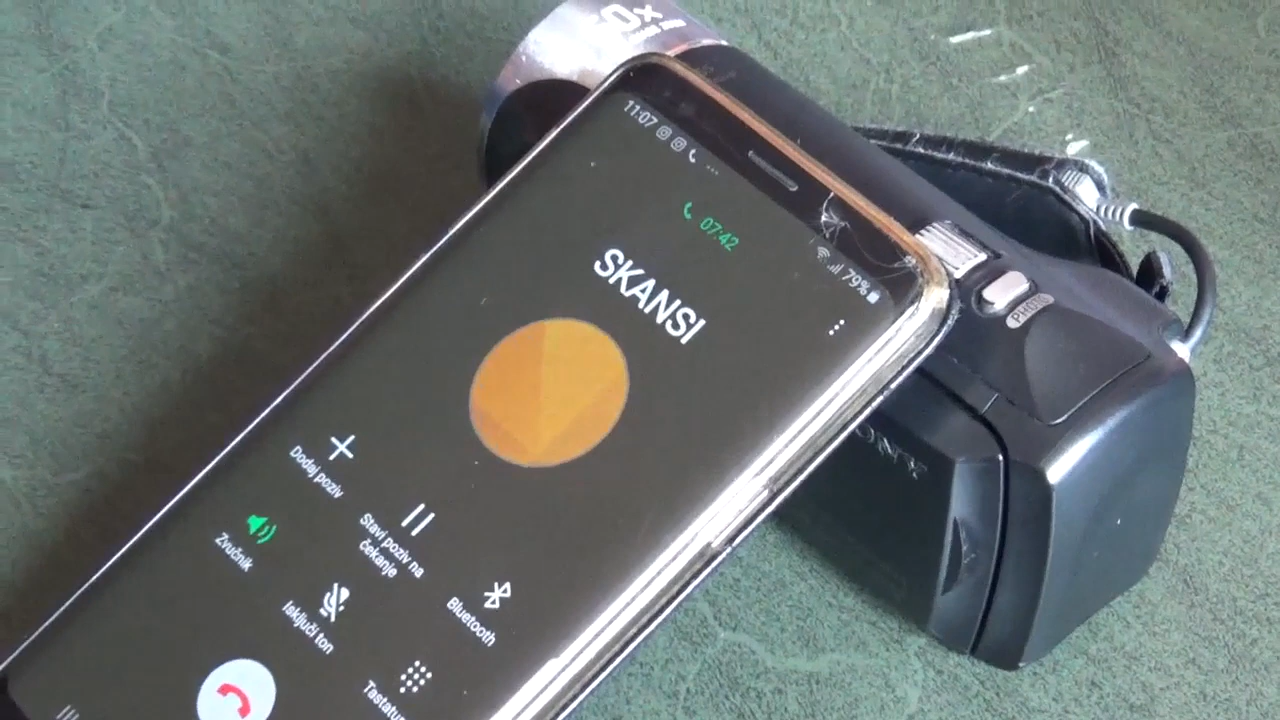 11:07
79%
07:42
SKANSI
Dodaj poziv
Stavi poziv na
čekanje
Bluetooth
Zvučnik
Isključi ton
PHOTO